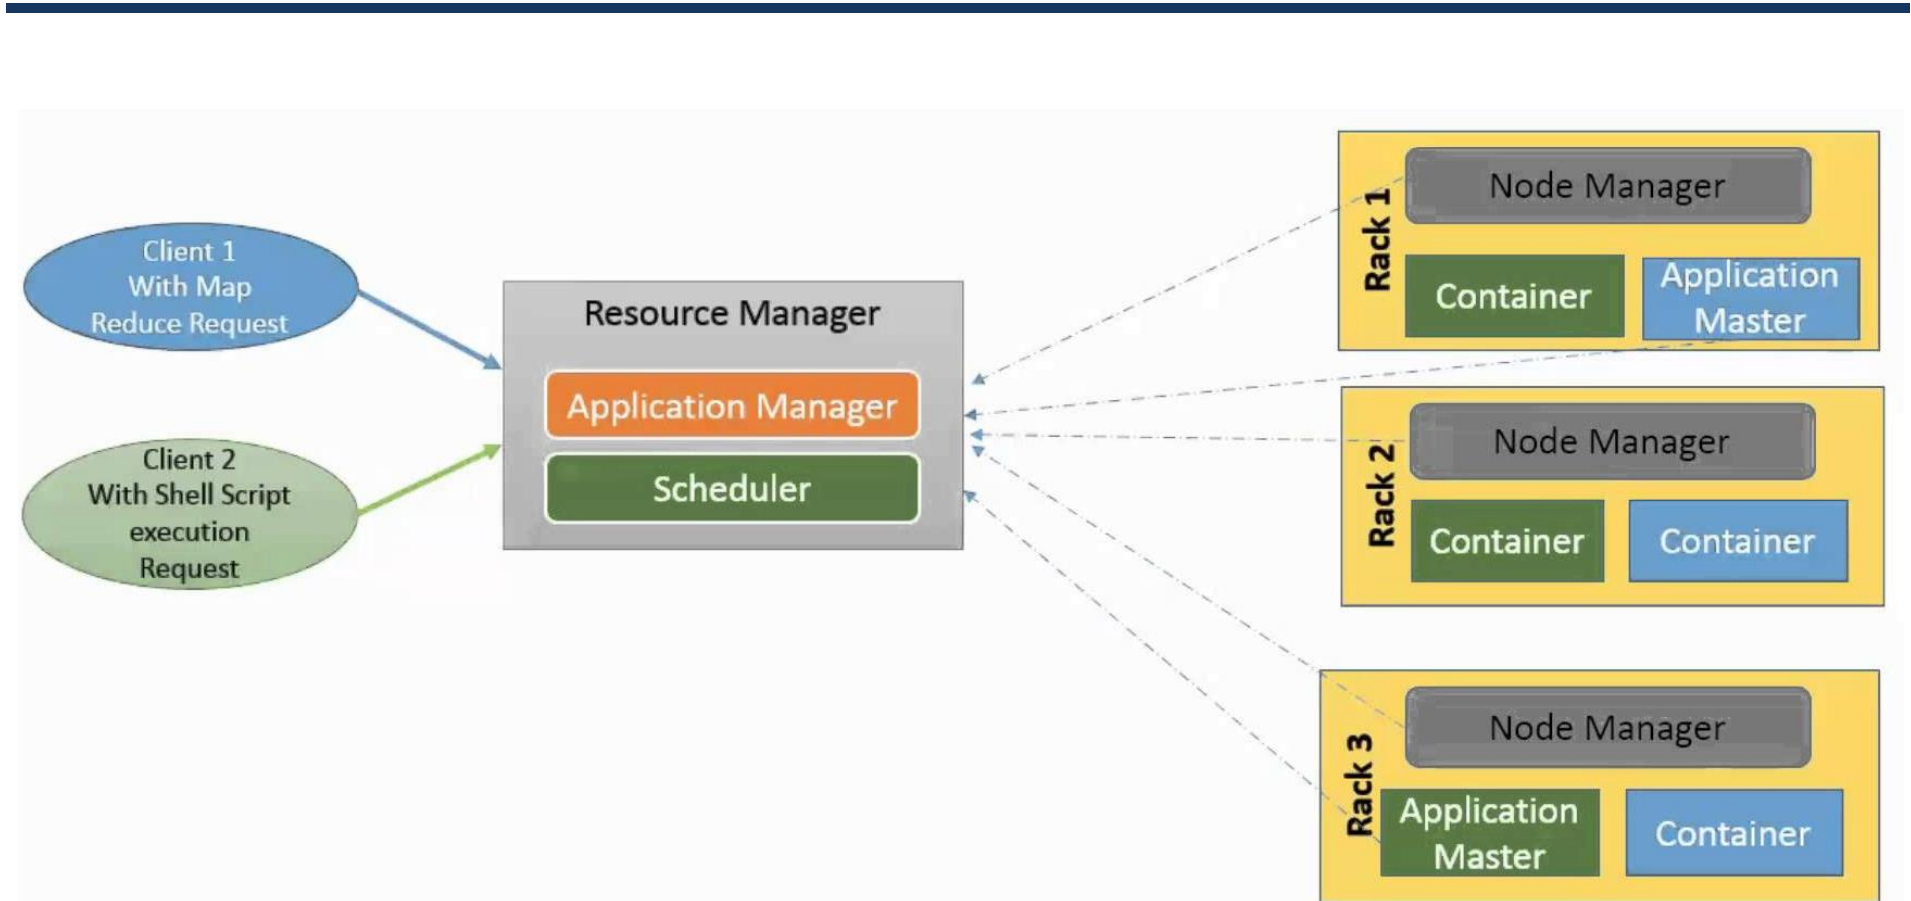 Client 1
With Map
Reduce Request
Client 2
With Shell Script
execution
Request
Resource Manager
Application Manager
Scheduler
Rack 1
Node Manager
Container
Application
Master
Rack 2
Node Manager
Container
Container
Rack 3
Node Manager
Application
Master
Container